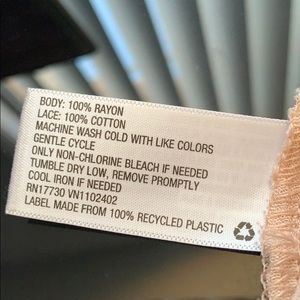 BODY: 100% RAYON
LACE: 100% COTTON
MACHINE WASH COLD WITH LIKE COLORS
GENTLE CYCLE
ONLY NON-CHLORINE BLEACH IF NEEDED
TUMBLE DRY LOW, REMOVE PROMPTLY
COOL IRON IF NEEDED
RN17730 VN1102402
LABEL MADE FROM 100% RECYCLED PLASTIC